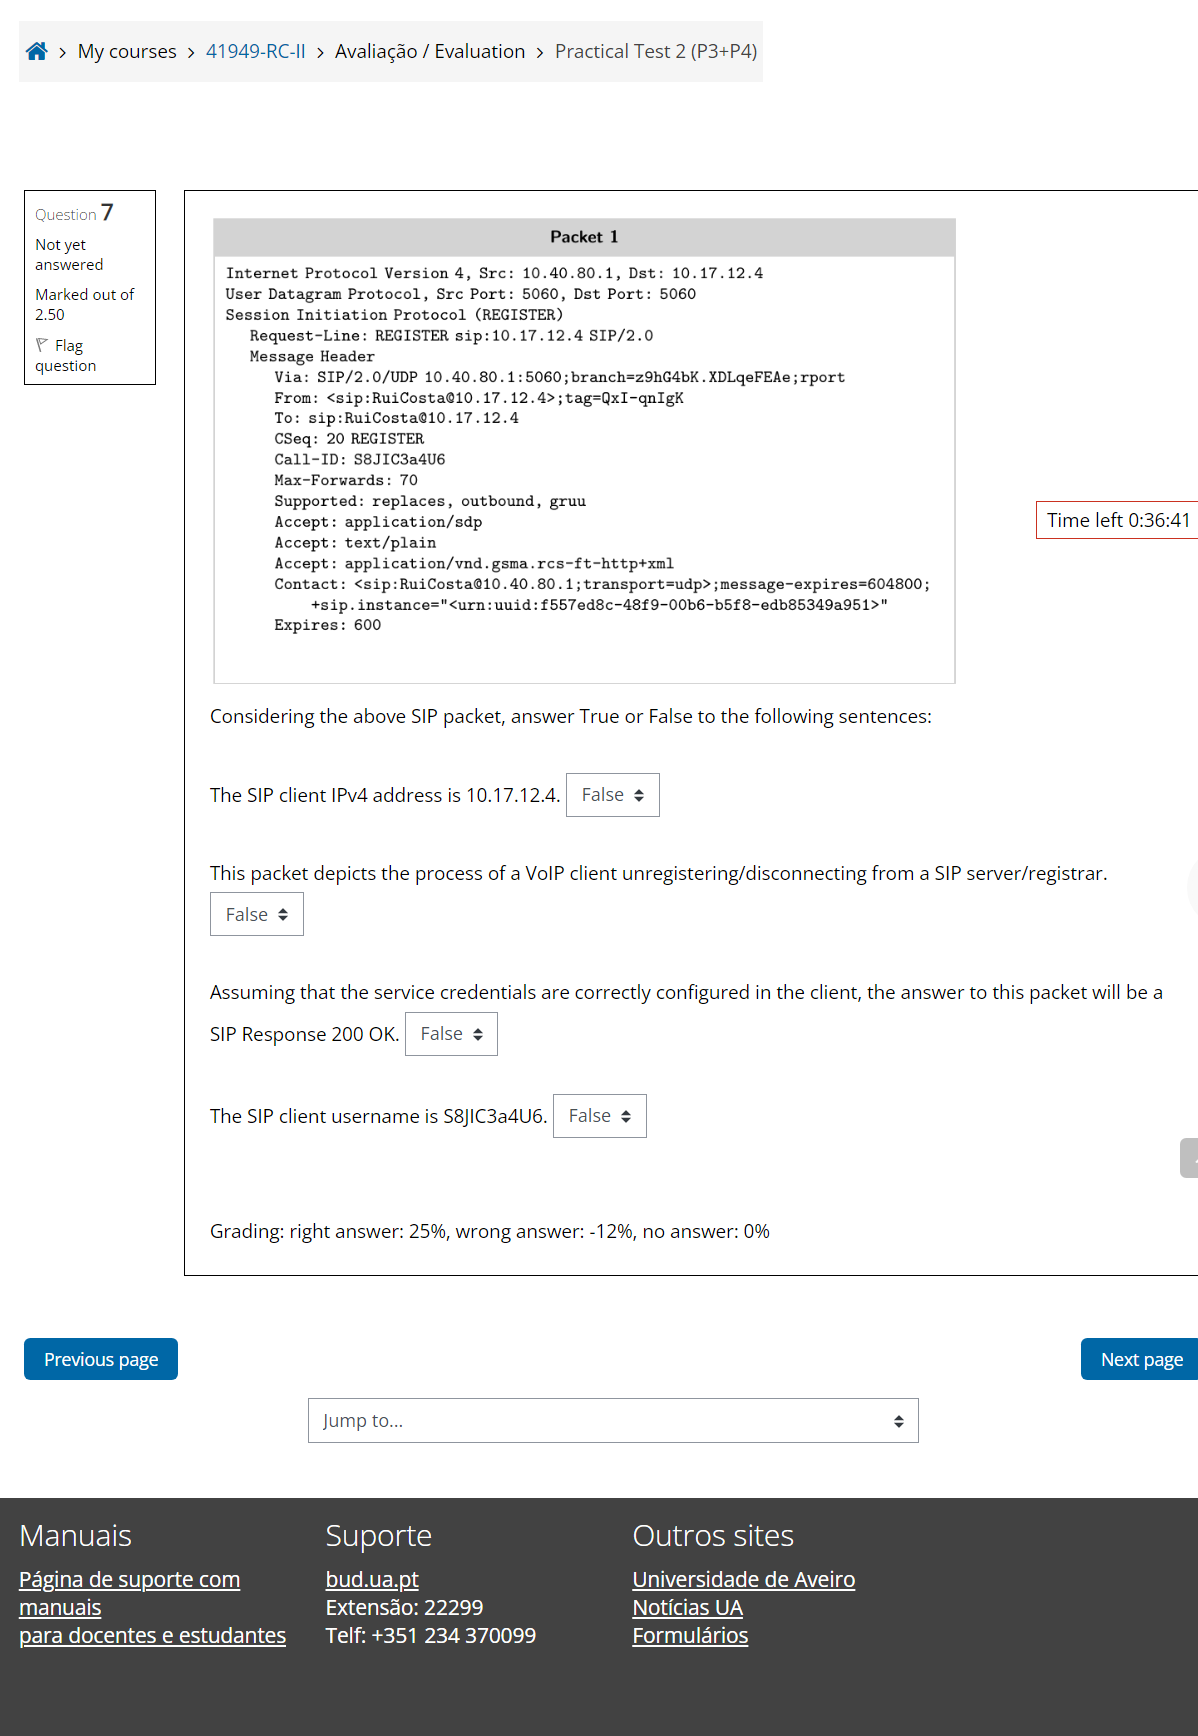 My courses > 41949-RC-II > Avaliação / Evaluation > Practical Test 2 (P3+P4)
Question 7
Not yet
answered
Marked out of
2.50
Flag
question
Packet 1
Internet Protocol Version 4, Src: 10.40.80.1, Dst: 10.17.12.4
User Datagram Protocol, Src Port: 5060, Dst Port: 5060
Session Initiation Protocol (REGISTER)
Request-Line: REGISTER sip:10.17.12.4 SIP/2.0
Message Header
Via: SIP/2.0/UDP 10.40.80.1:5060;branch=z9hG4bK.XDLqeFEAe;rport
From: <sip:RuiCosta@10.17.12.4>;tag=QxI-qnIgK
To: sip:RuiCosta@10.17.12.4
CSeq: 20 REGISTER
Call-ID: S8JIC3a4U6
Max-Forwards: 70
Supported: replaces, outbound, gruu
Accept: application/sdp
Accept: text/plain
Accept: application/vnd.gsma.rcs-ft-http+xml
Contact: <sip:RuiCosta@10.40.80.1;transport=udp>;message-expires=604800;
+sip.instance="<urn:uuid:f557ed8c-48f9-00b6-b5f8-edb85349a951>"
Expires: 600
Time left 0:36:41
Considering the above SIP packet, answer True or False to the following sentences:
The SIP client IPv4 address is 10.17.12.4. False
This packet depicts the process of a VoIP client unregistering/disconnecting from a SIP server/registrar.
False
Assuming that the service credentials are correctly configured in the client, the answer to this packet will be a
SIP Response 200 OK. False
The SIP client username is S8JIC3a4U6. False
Grading: right answer: 25%, wrong answer: -12%, no answer: 0%
Previous page
Next page
Jump to...
Manuais
Página de suporte com
manuais
para docentes e estudantes
Suporte
bud.ua.pt
Extensão: 22299
Telf: +351 234 370099
Outros sites
Universidade de Aveiro
Notícias UA
Formulários